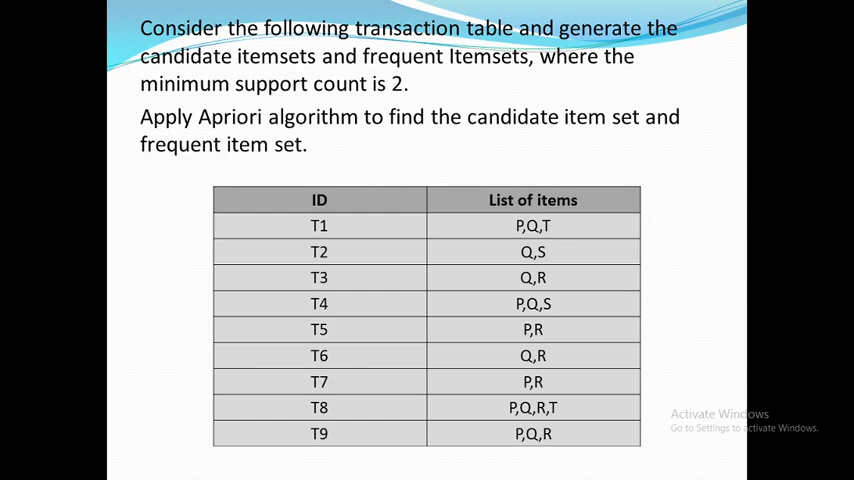 Consider the following transaction table and generate the
candidate itemsets and frequent Itemsets, where the
minimum support count is 2.
Apply Apriori algorithm to find the candidate item set and
frequent item set.
ID List of items
T1 P,Q,T
T2 Q,S
T3 Q,R
T4 P,Q,S
T5 P,R
T6 Q,R
T7 P,R
T8 P,Q,R,T
T9 P,Q,R
Activate Windows
Go to Settings to activate Windows.